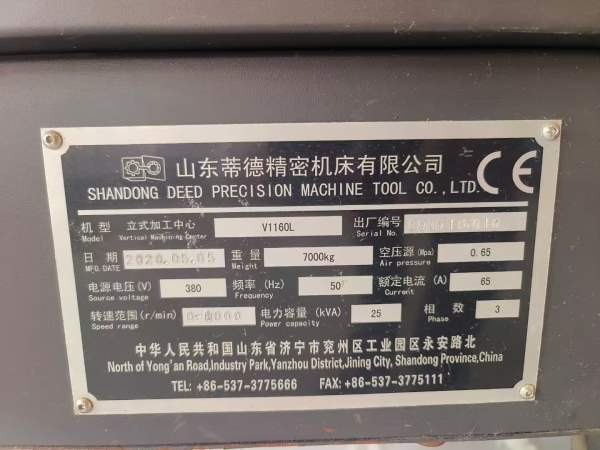 山东蒂德精密机床有限公司
SHANDONG DEED PRECISION MACHINE TOOL CO.,LTD.
CE
机型 立式加工中心 V1160L 出厂编号
Model Vertical Machining Center Serial No.
日期 2020.05.05 重量 7000kg 空压源 (Mpa) 0.65
MFG.DATE Weight Air pressure
电源电压(V) 380 频率 (Hz) 50 额定电流 (A) 65
Source voltage Frequency Current
转速范围(r/min) 电力容量 (kVA) 25 相数 3
Speed range Power capacity Phase
中华人民共和国山东省济宁市兖州区工业园区永安路北
North of Yong'an Road,Industry Park,Yanzhou District,Jining City, Shandong Province,China
TEL: +86-537-3775666 FAX: +86-537-3775111